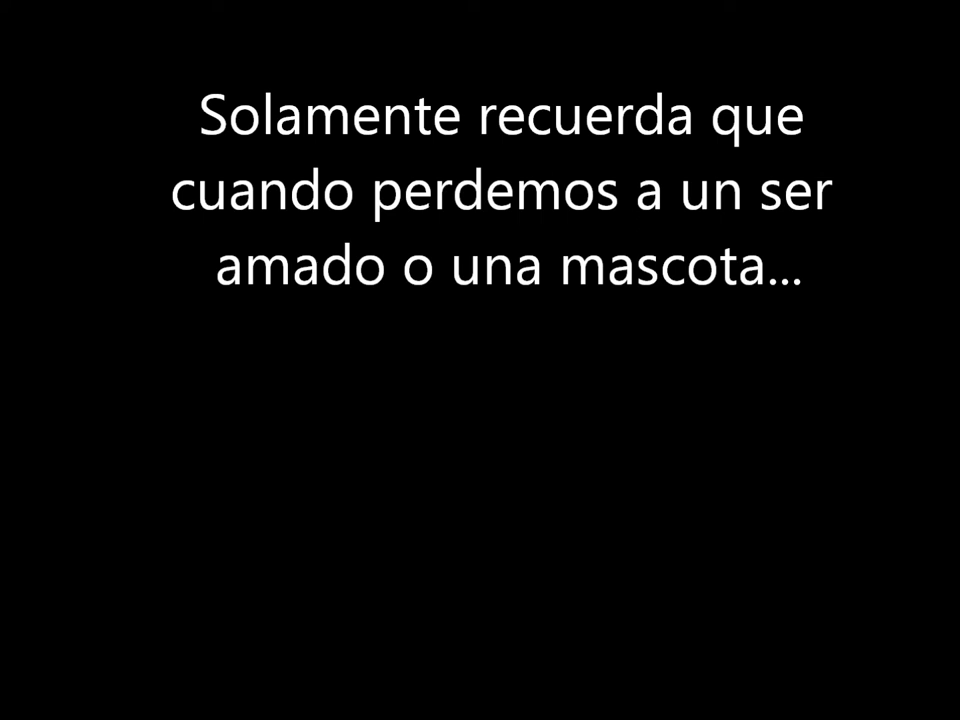 Solamente recuerda que
cuando perdemos a un ser
amado o una mascota...